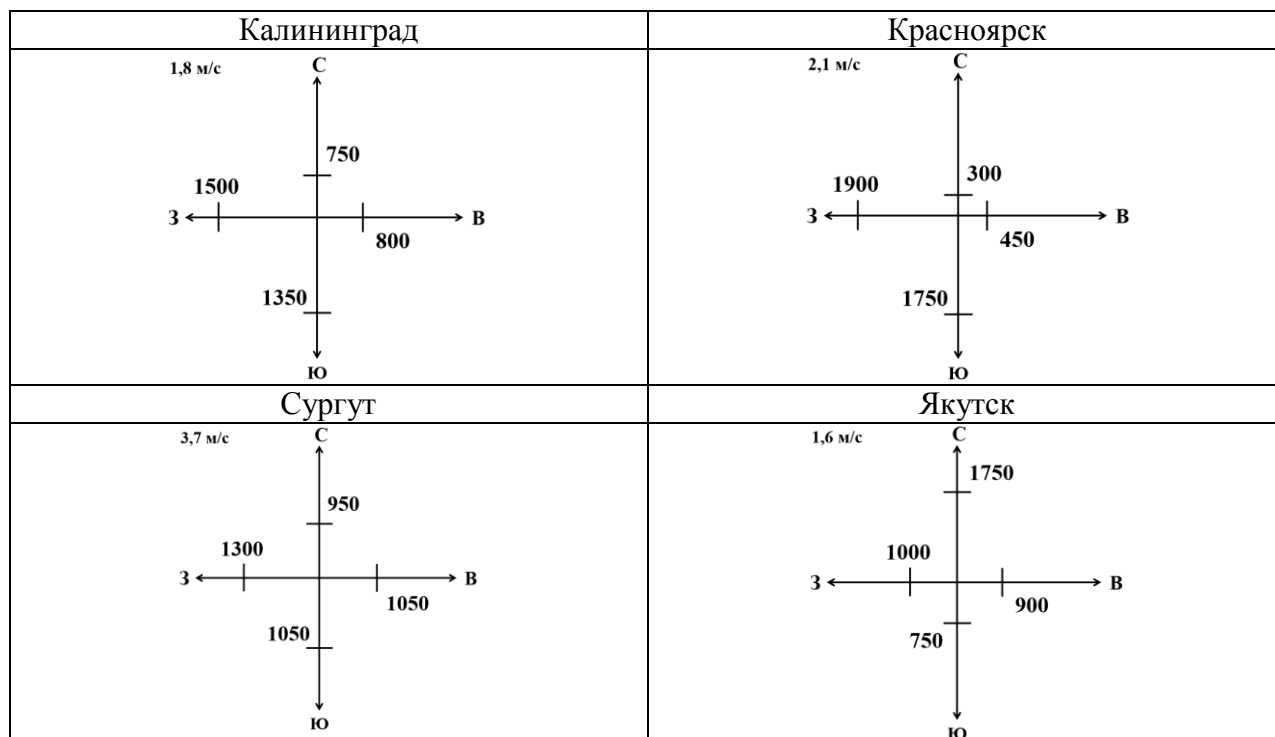 Калининград
1,8 м/с
С
750
1500
З
В
800
1350
Ю
Красноярск
2,1 м/с
С
300
1900
З
В
450
1750
Ю
Сургут
3,7 м/с
С
950
1300
З
В
1050
1050
Ю
Якутск
1,6 м/с
С
1750
1000
З
В
900
750
Ю